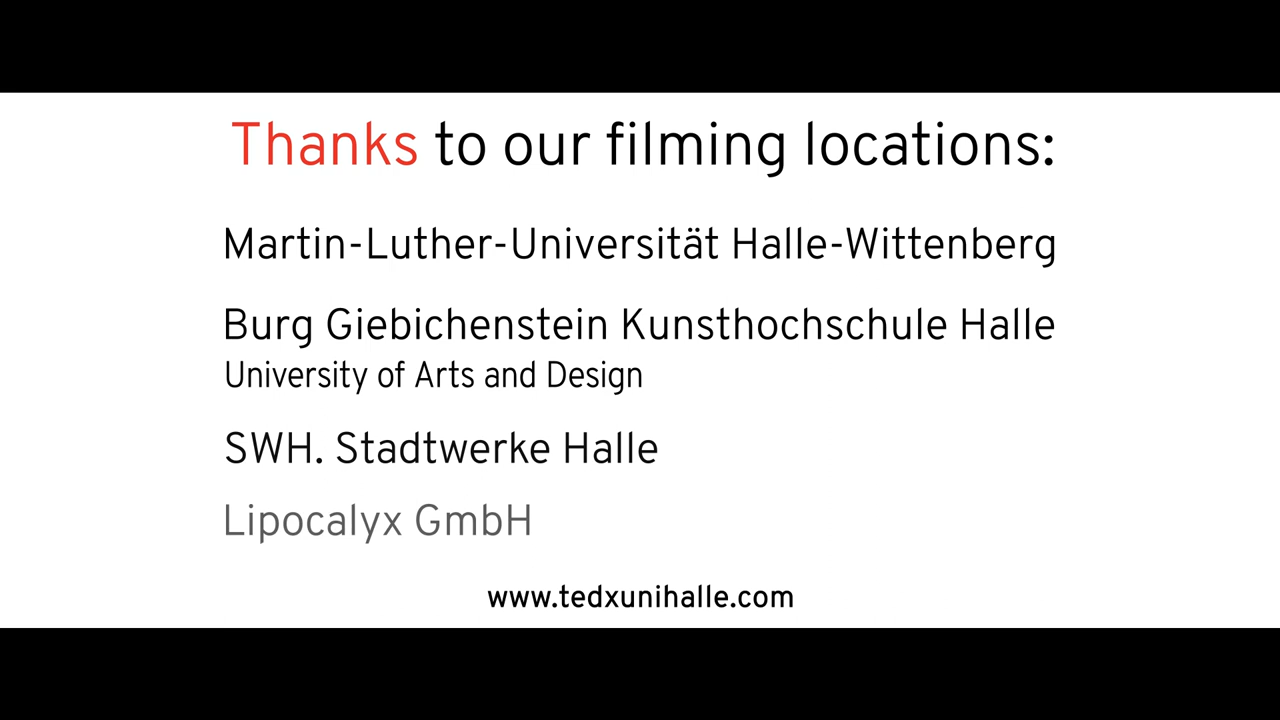 Thanks to our filming locations:
Martin-Luther-Universität Halle-Wittenberg
Burg Giebichenstein Kunsthochschule Halle
University of Arts and Design
SWH. Stadtwerke Halle
Lipocalyx GmbH
www.tedxunihalle.com